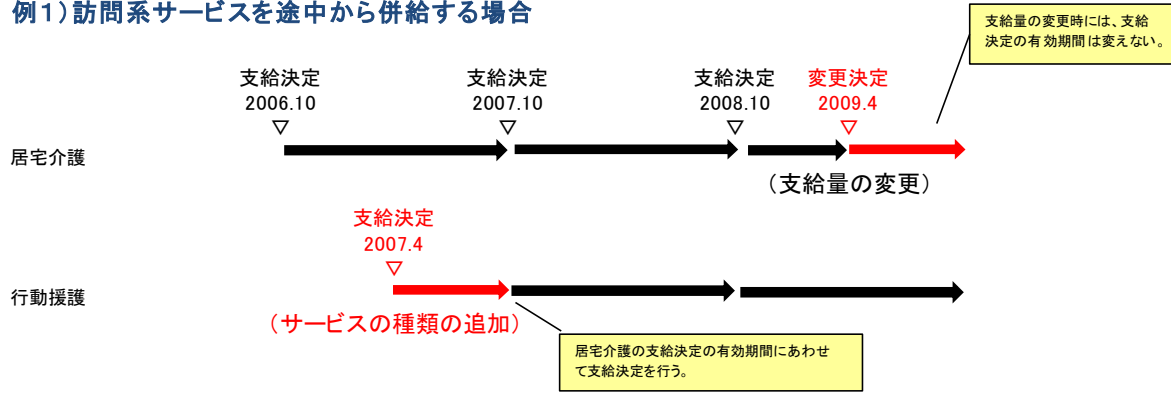 例1）訪問系サービスを途中から併給する場合
支給量の変更時には、支給
決定の有効期間は変えない。
支給決定
2006.10
▽
支給決定
2007.10
▽
支給決定
2008.10
▽
変更決定
2009.4
▽
居宅介護
（支給量の変更）
支給決定
2007.4
▽
行動援護
（サービスの種類の追加）
居宅介護の支給決定の有効期間にあわせ
て支給決定を行う。